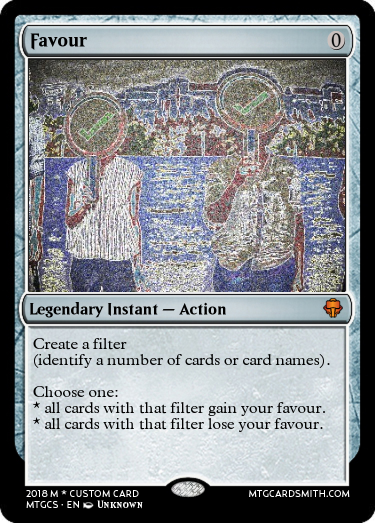 Favour 0
Legendary Instant — Action
Create a filter
(identify a number of cards or card names).
Choose one:
* all cards with that filter gain your favour.
* all cards with that filter lose your favour.
2018 M * CUSTOM CARD
MTGCS · EN Unknown
MTGCARDSMITH.COM